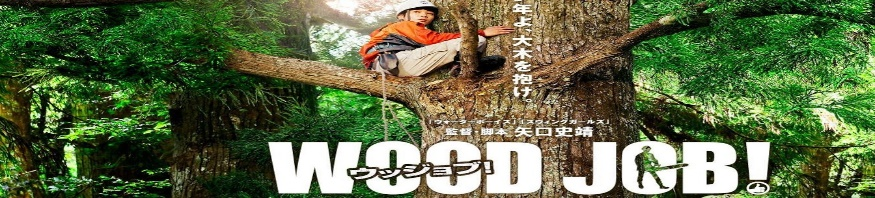 年よ 大木を抱け。
「ウォーターボーイズ」「スウィングガールズ」
監督・脚本 矢口史靖
WOOD JOB!
ウッジョブ!